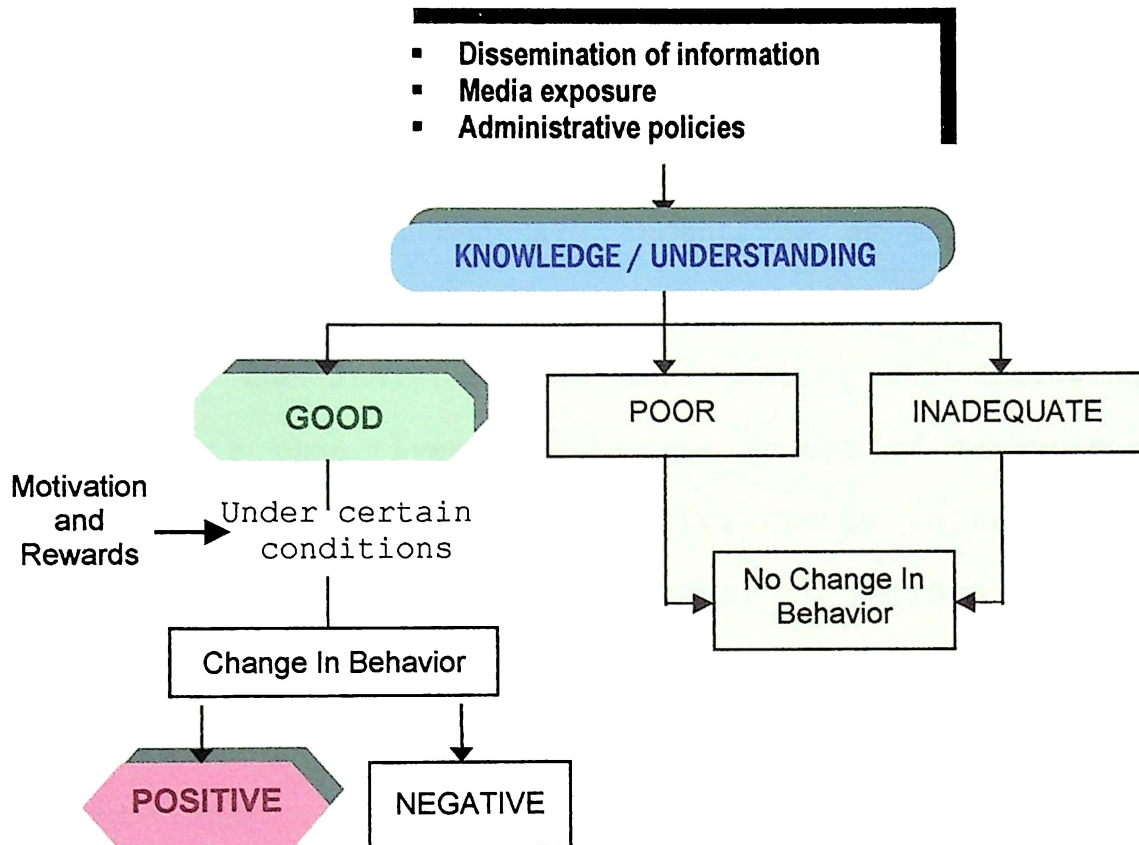 ▪ Dissemination of information
▪ Media exposure
▪ Administrative policies
KNOWLEDGE / UNDERSTANDING
GOOD
POOR
INADEQUATE
Motivation
and
Rewards
Under certain
conditions
No Change In
Behavior
Change In Behavior
POSITIVE
NEGATIVE